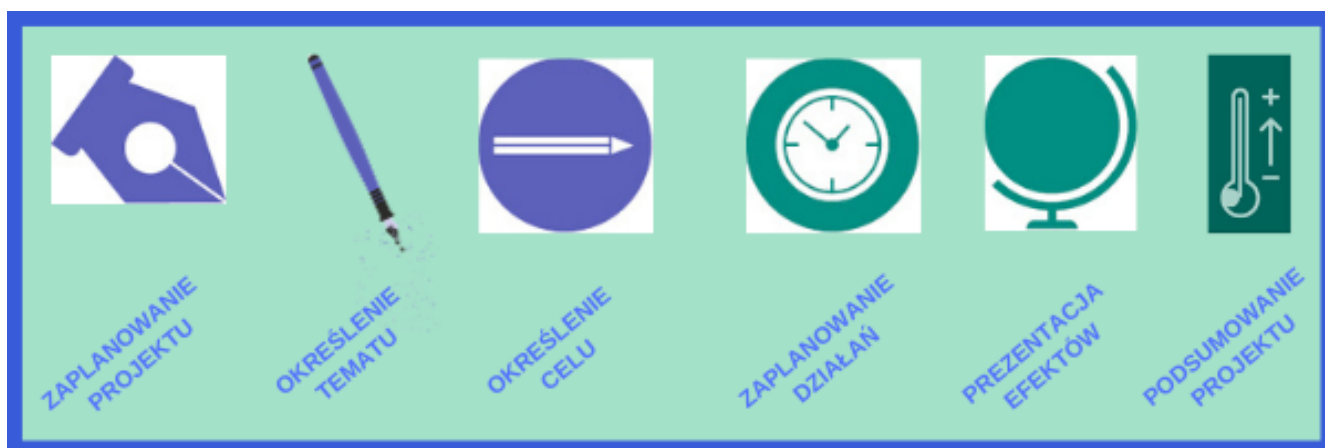 ZAPLANOWANIE
PROJEKTU
OKREŚLENIE
TEMATU
OKREŚLENIE
CELU
ZAPLANOWANIE
DZIAŁAŃ
PREZENTACJA
EFEKTÓW
PODSUMOWANIE
PROJEKTU